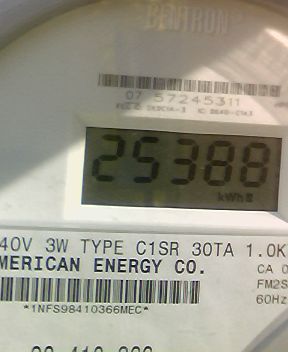 CENTRON
07 57245311
25388
kWh
40V 3W TYPE C1SR 30TA 1.0K
MERICAN ENERGY CO.
CA 0
FM2S
60Hz
*1NFS98410366MEC*